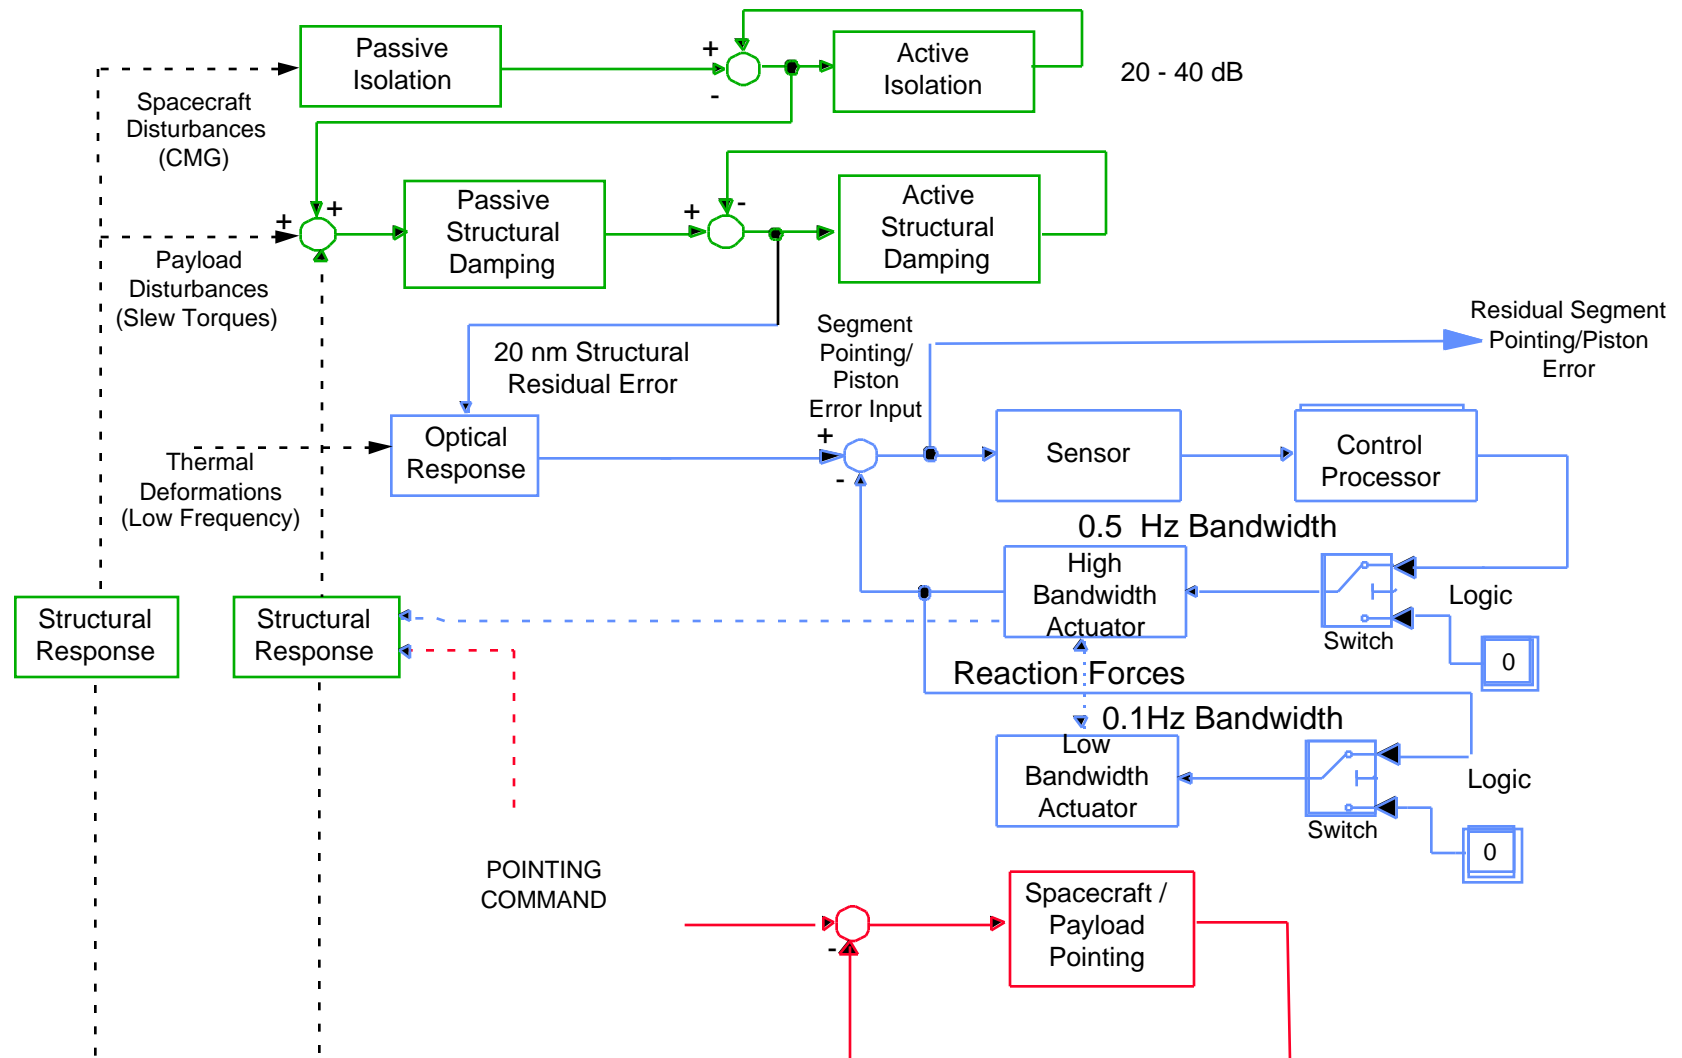 Passive
Isolation
+
-
Active
Isolation
20 - 40 dB
Spacecraft
Disturbances
(CMG)
+
+
Passive
Structural
Damping
+
-
Active
Structural
Damping
Payload
Disturbances
(Slew Torques)
20 nm Structural
Residual Error
Segment
Pointing/
Piston
Error Input
Residual Segment
Pointing/Piston
Error
Optical
Response
+
-
Sensor
Control
Processor
Thermal
Deformations
(Low Frequency)
0.5 Hz Bandwidth
High
Bandwidth
Actuator
Logic
Switch
0
Structural
Response
Structural
Response
Reaction Forces
0.1Hz Bandwidth
Low
Bandwidth
Actuator
Logic
Switch
0
POINTING
COMMAND
-
Spacecraft /
Payload
Pointing